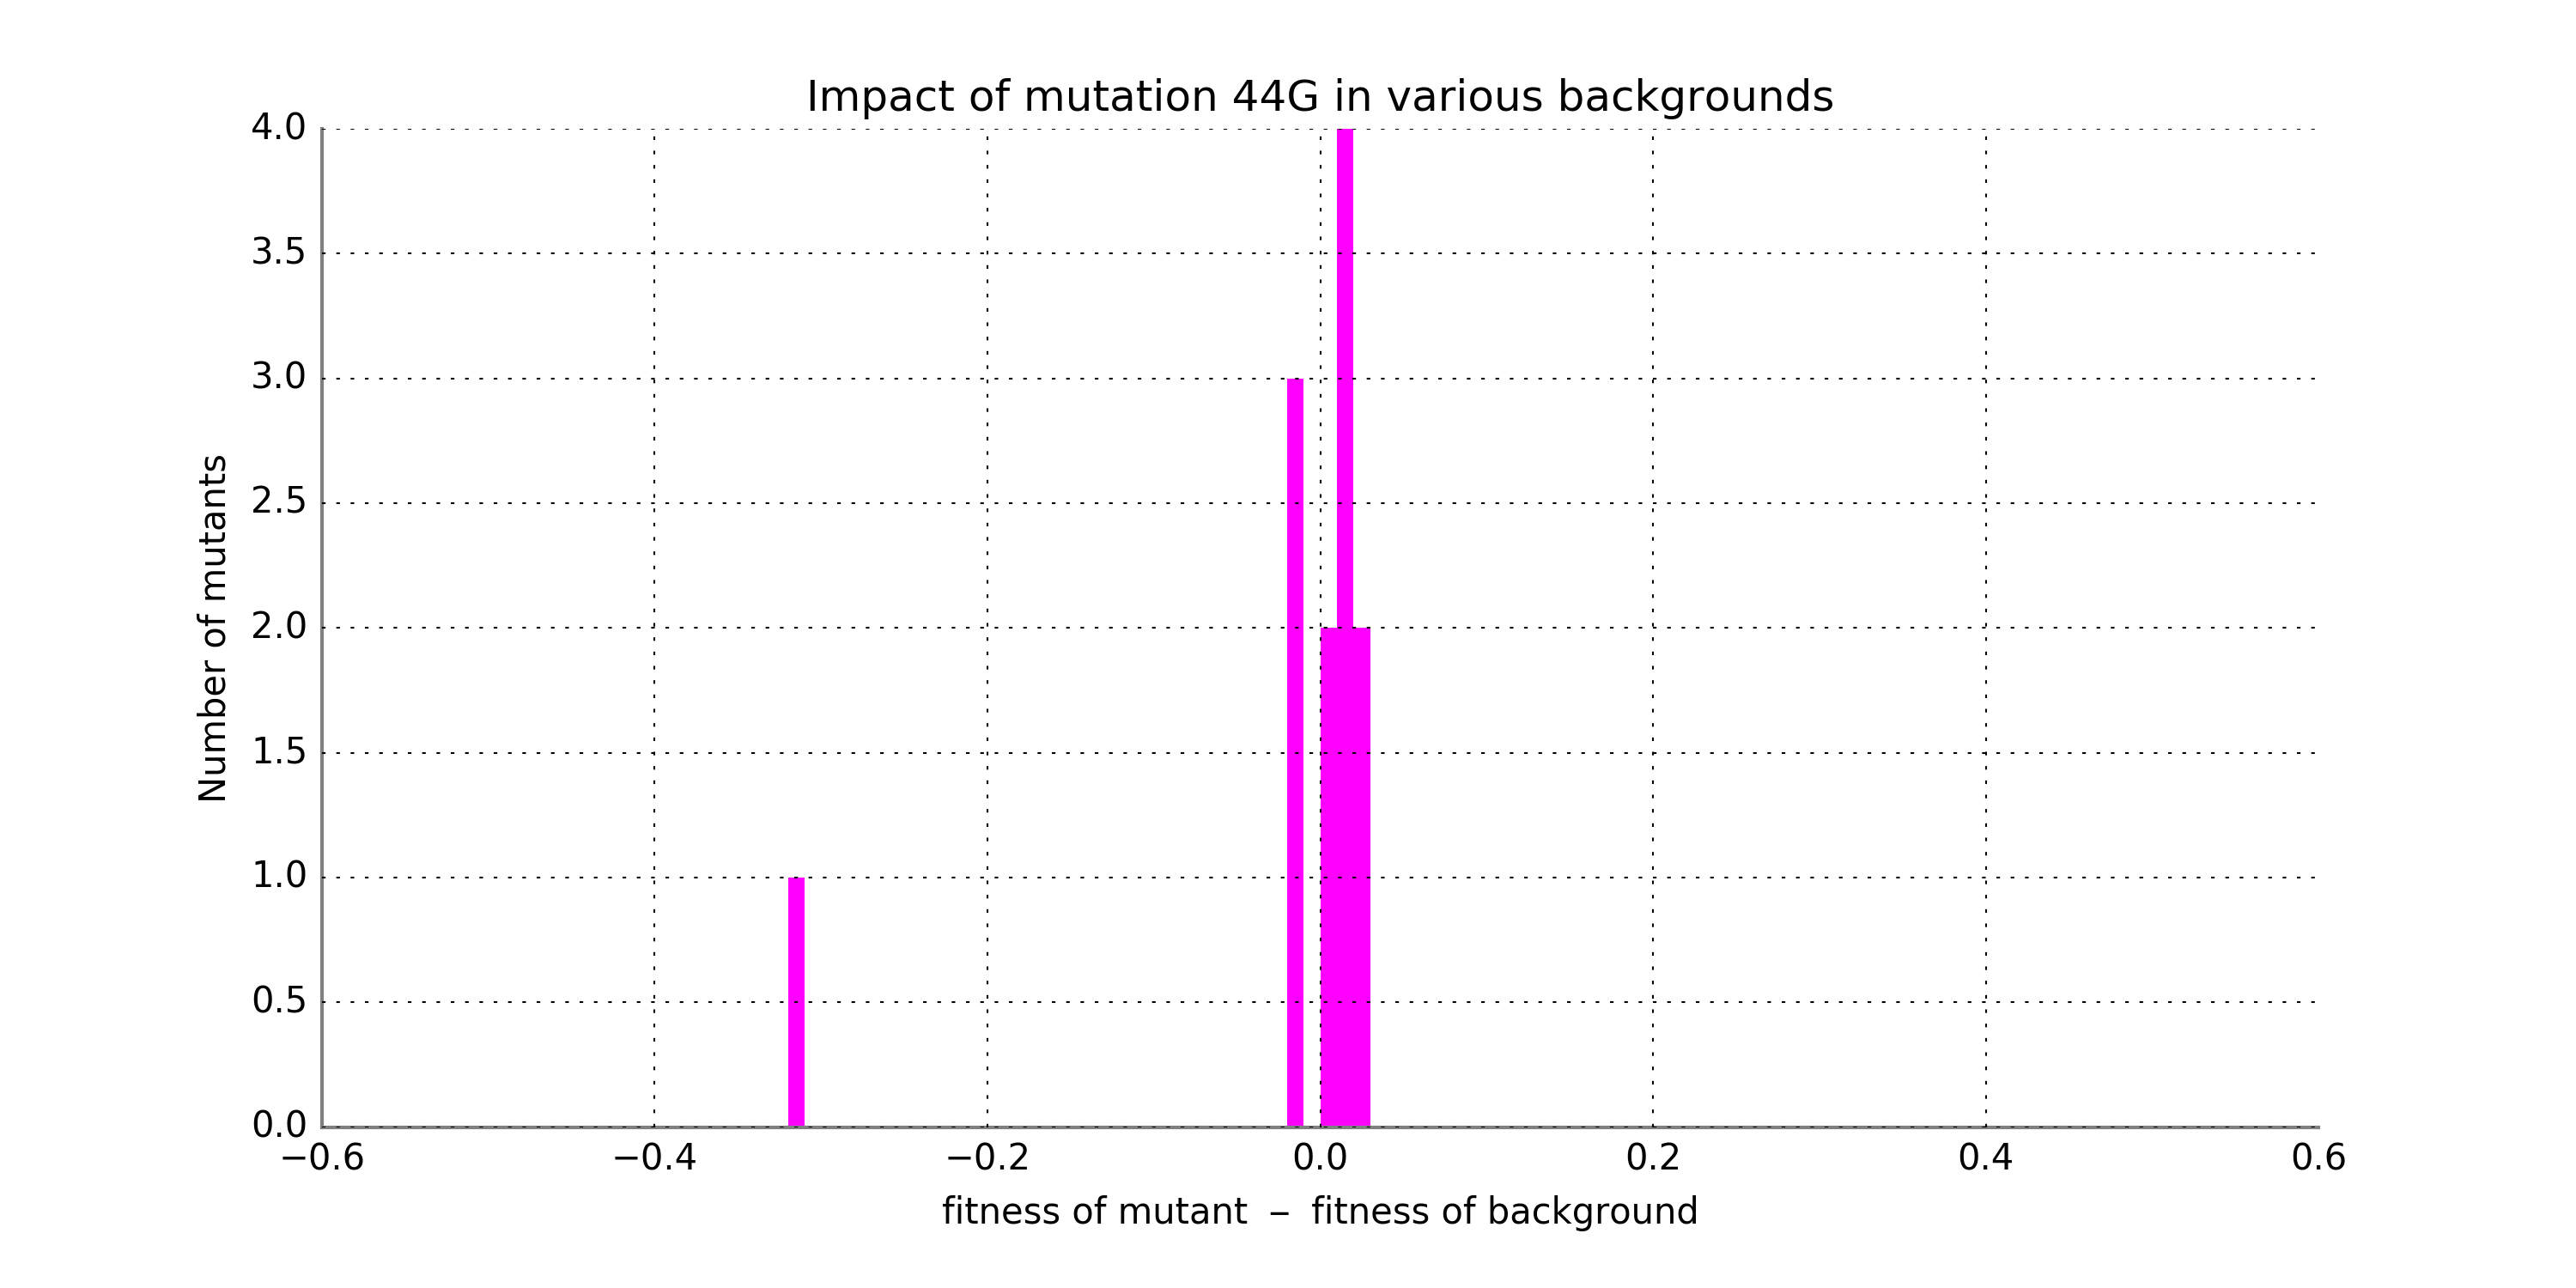 Impact of mutation 44G in various backgrounds
4.0
3.5
3.0
2.5
2.0
1.5
1.0
0.5
0.0
Number of mutants
−0.6 −0.4 −0.2 0.0 0.2 0.4 0.6
fitness of mutant − fitness of background